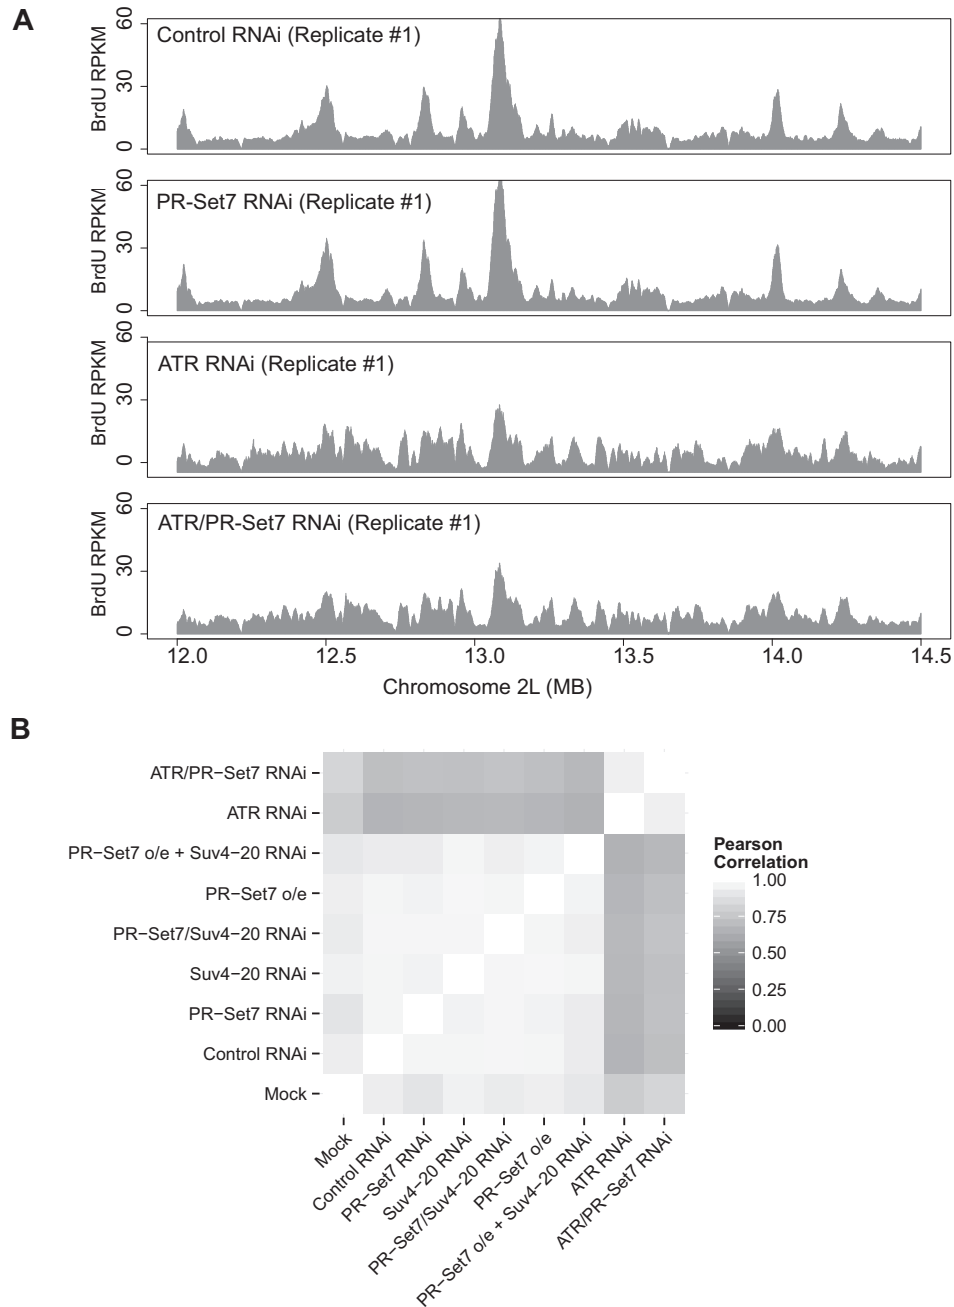 A
BrdU RPKM
60
30
0
Control RNAi (Replicate #1)
BrdU RPKM
60
30
0
PR-Set7 RNAi (Replicate #1)
BrdU RPKM
60
30
0
ATR RNAi (Replicate #1)
BrdU RPKM
60
30
0
ATR/PR-Set7 RNAi (Replicate #1)
12.0 12.5 13.0 13.5 14.0 14.5
Chromosome 2L (MB)
B
ATR/PR−Set7 RNAi
ATR RNAi
PR−Set7 o/e + Suv4−20 RNAi
PR−Set7 o/e
PR−Set7/Suv4−20 RNAi
Suv4−20 RNAi
PR−Set7 RNAi
Control RNAi
Mock
Mock
Control RNAi
PR−Set7 RNAi
Suv4−20 RNAi
PR−Set7/Suv4−20 RNAi
PR−Set7 o/e
PR−Set7 o/e + Suv4−20 RNAi
ATR RNAi
ATR/PR−Set7 RNAi
Pearson
Correlation
1.00
0.75
0.50
0.25
0.00